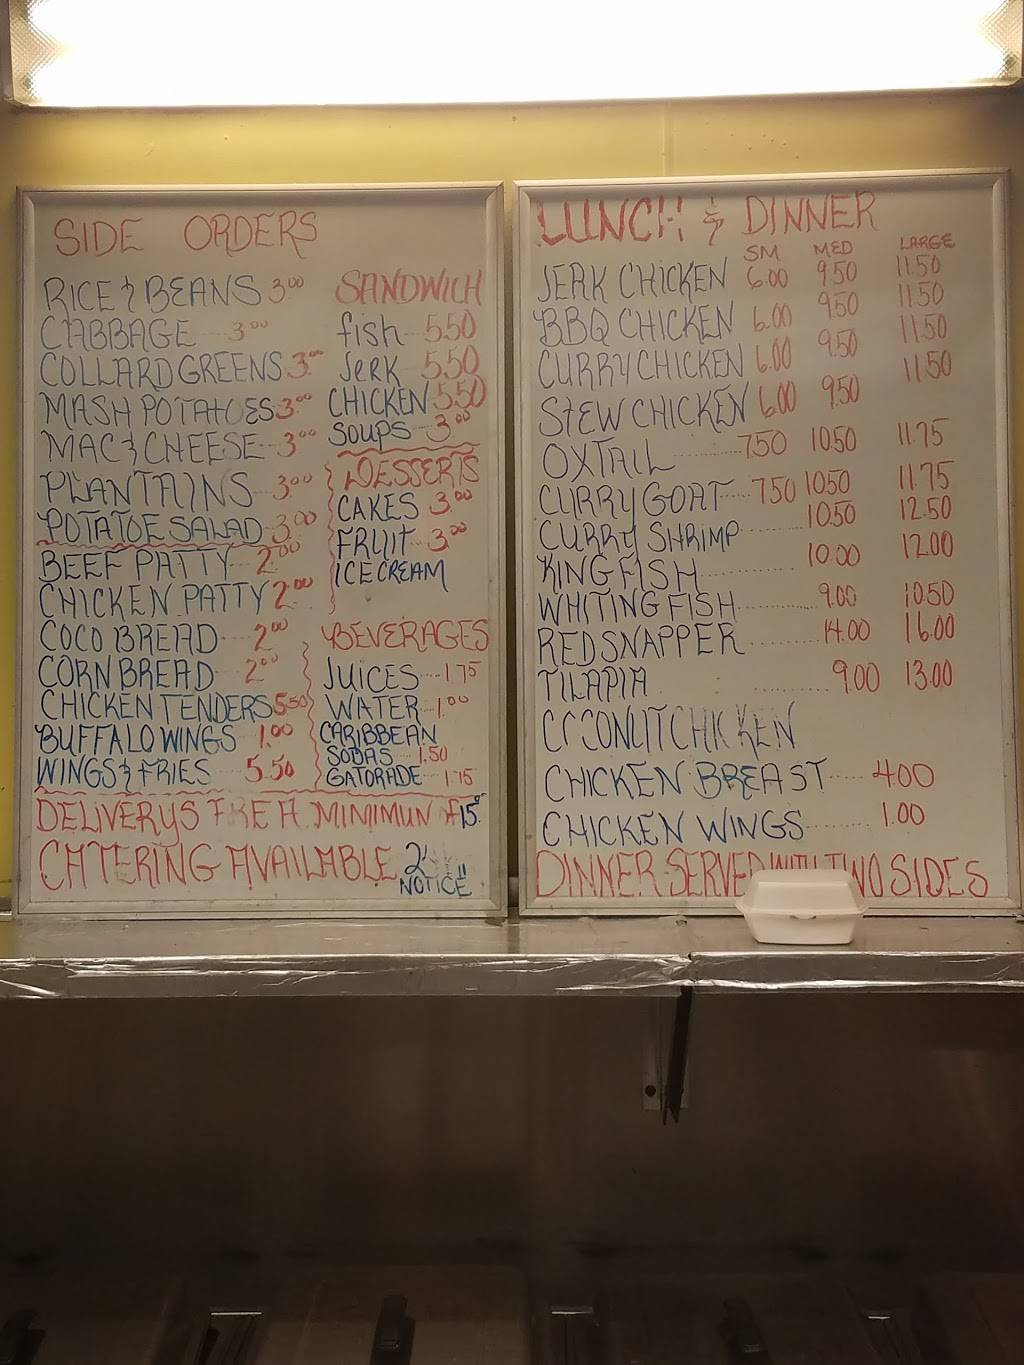 SIDE ORDERS
RICE & BEANS 3.00
CABBAGE 3.00
COLLARD GREENS 3.00
MASH POTATOES 3.00
MAC & CHEESE 3.00
PLANTAINS 3.00
POTATOE SALAD 3.00
BEEF PATTY 2.00
CHICKEN PATTY 2.00
COCO BREAD 2.00
CORN BREAD 2.00
CHICKEN TENDERS 5.50
BUFFALO WINGS 1.00
WINGS & FRIES 5.50
SANDWICH
fish 5.50
JERK 5.50
CHICKEN 5.50
SOUPS 3.00
DESSERTS
CAKES 3.00
FRUIT 3.00
ICE CREAM
BEVERAGES
JUICES 1.75
WATER 1.00
CARIBBEAN
SODAS 1.50
GATORADE 1.75
DELIVERYS FREE A MINIMUN of 15
CATERING AVAILABLE
NOTICE
LUNCH & DINNER
SM MED LARGE
JERK CHICKEN 6.00 9.50 11.50
BBQ CHICKEN 6.00 9.50 11.50
CURRY CHICKEN 6.00 9.50 11.50
STEW CHICKEN 6.00 9.50 11.50
OXTAIL 7.50 10.50 11.75
CURRY GOAT 7.50 10.50 11.75
CURRY SHRIMP 10.50 12.50
KING FISH 10.00 12.00
WHITING FISH 9.00 10.50
RED SNAPPER 14.00 16.00
TILAPIA 9.00 13.00
COCONUT CHICKEN
CHICKEN BREAST 4.00
CHICKEN WINGS 1.00
DINNER SERVED WITH TWO SIDES